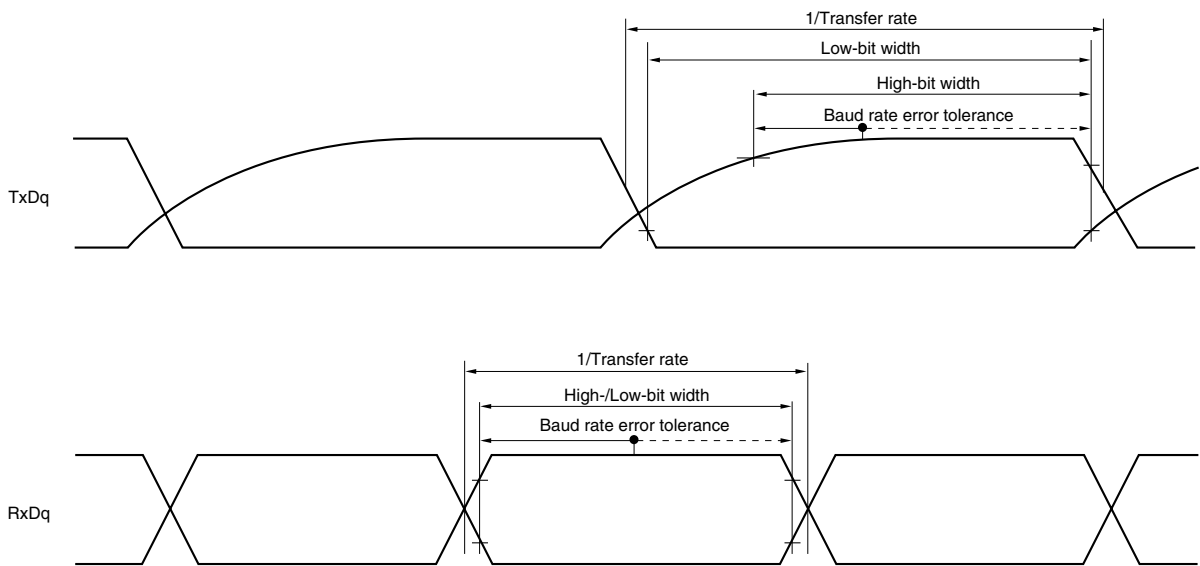 1/Transfer rate
Low-bit width
High-bit width
Baud rate error tolerance
TxDq
1/Transfer rate
High-/Low-bit width
Baud rate error tolerance
RxDq